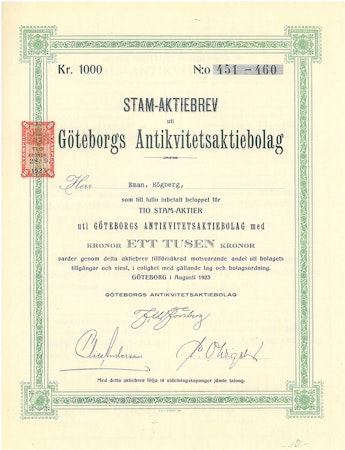 Kr. 1000 N:o 451-460
STAM-AKTIEBREV
uti
Göteborgs Antikvitetsaktiebolag
Herr Eman. Högberg,
som till fullo inbetalt beloppet för
TIO STAM-AKTIER
uti GÖTEBORGS ANTIKVITETSAKTIEBOLAG med
KRONOR ETT TUSEN KRONOR
varder genom detta aktiebrev tillförsäkrad motsvarande andel uti bolagets
tillgångar och vinst, i enlighet med gällande lag och bolagsordning.
GÖTEBORG i Augusti 1923
GÖTEBORGS ANTIKVITETSAKTIEBOLAG
Med detta aktiebrev följa 10 utdelningskuponger jämte talong.